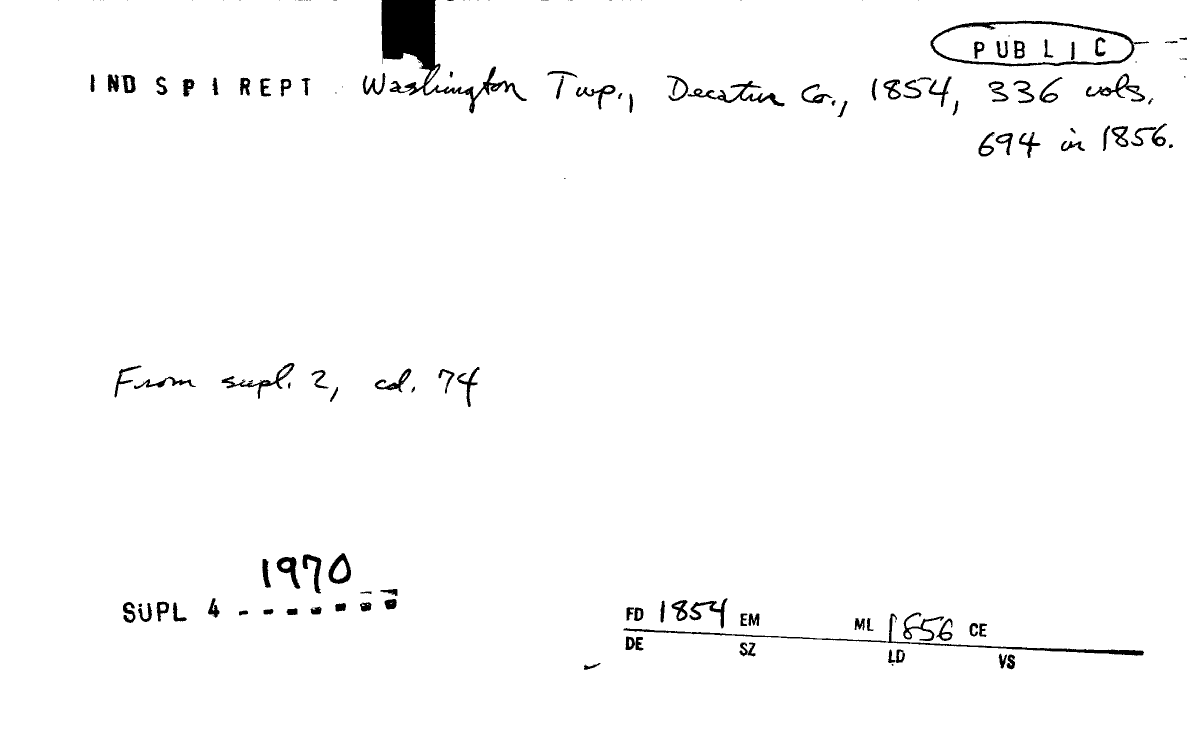 PUBLIC
IND SPI REPT Washington Twp., Decatur Co., 1854, 336 vols.
694 in 1856.
From supl. 2, col. 74
1970
SUPL 4 - - - - - - -
FD 1854 EM ML 1856 CE
DE SZ LD VS